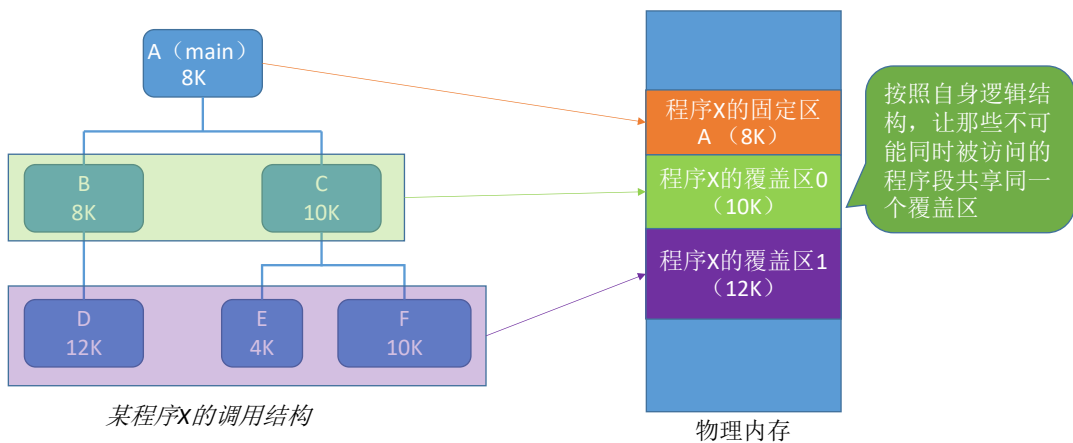 A（main）
8K
B
8K
C
10K
D
12K
E
4K
F
10K
某程序X的调用结构
程序X的固定区
A （8K）
程序X的覆盖区0
（10K）
程序X的覆盖区1
（12K）
物理内存
按照自身逻辑结
构，让那些不可
能同时被访问的
程序段共享同一
个覆盖区